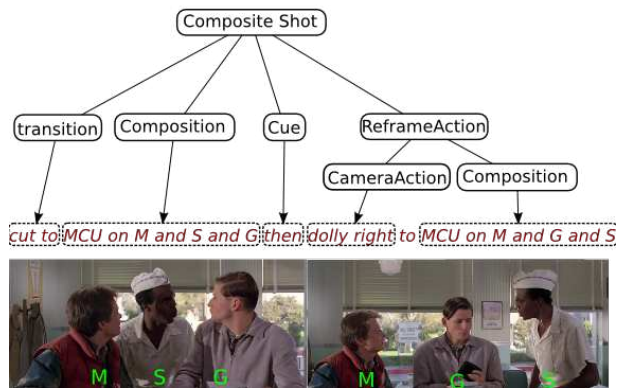 Composite Shot
transition Composition Cue ReframeAction
CameraAction Composition
cut to MCU on M and S and G then dolly right to MCU on M and G and S
M S G M G S